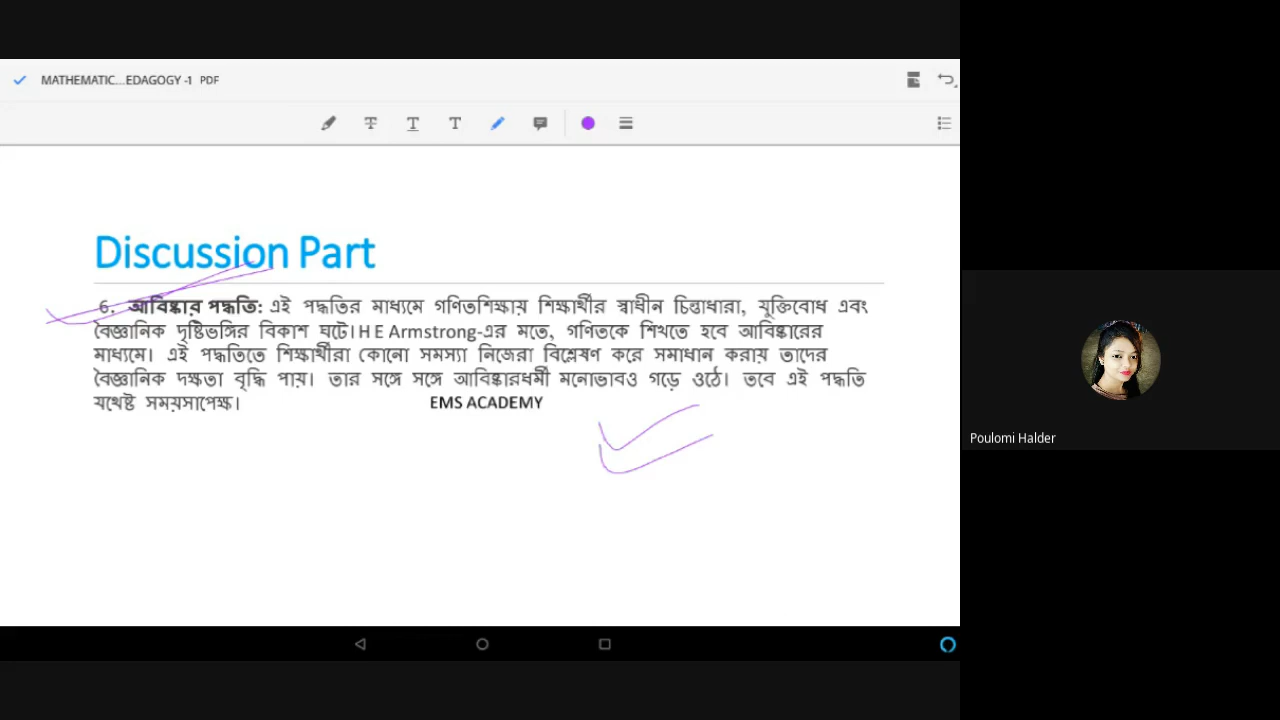 MATHEMATIC...EDAGOGY -1 PDF
Discussion Part
6. আবিষ্কার পদ্ধতি: এই পদ্ধতির মাধ্যমে গণিতশিক্ষায় শিক্ষার্থীর স্বাধীন চিন্তাধারা, যুক্তিবোধ এবং
বৈজ্ঞানিক দৃষ্টিভঙ্গির বিকাশ ঘটে। H E Armstrong-এর মতে, গণিতকে শিখতে হবে আবিষ্কারের
মাধ্যমে। এই পদ্ধতিতে শিক্ষার্থীরা কোনো সমস্যা নিজেরা বিশ্লেষণ করে সমাধান করায় তাদের
বৈজ্ঞানিক দক্ষতা বৃদ্ধি পায়। তার সঙ্গে সঙ্গে আবিষ্কারধর্মী মনোভাবও গড়ে ওঠে। তবে এই পদ্ধতি
যথেষ্ট সময়সাপেক্ষ।
EMS ACADEMY
Poulomi Halder